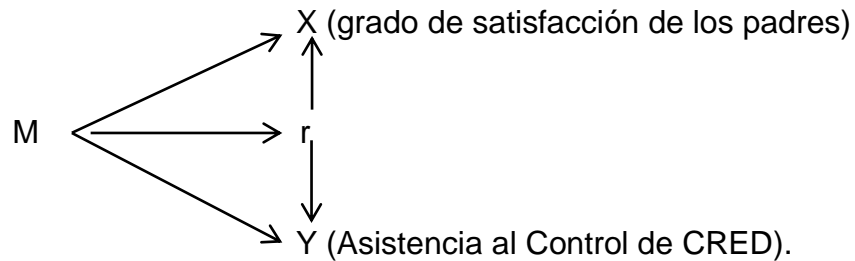 X (grado de satisfacción de los padres)
M r
Y (Asistencia al Control de CRED).